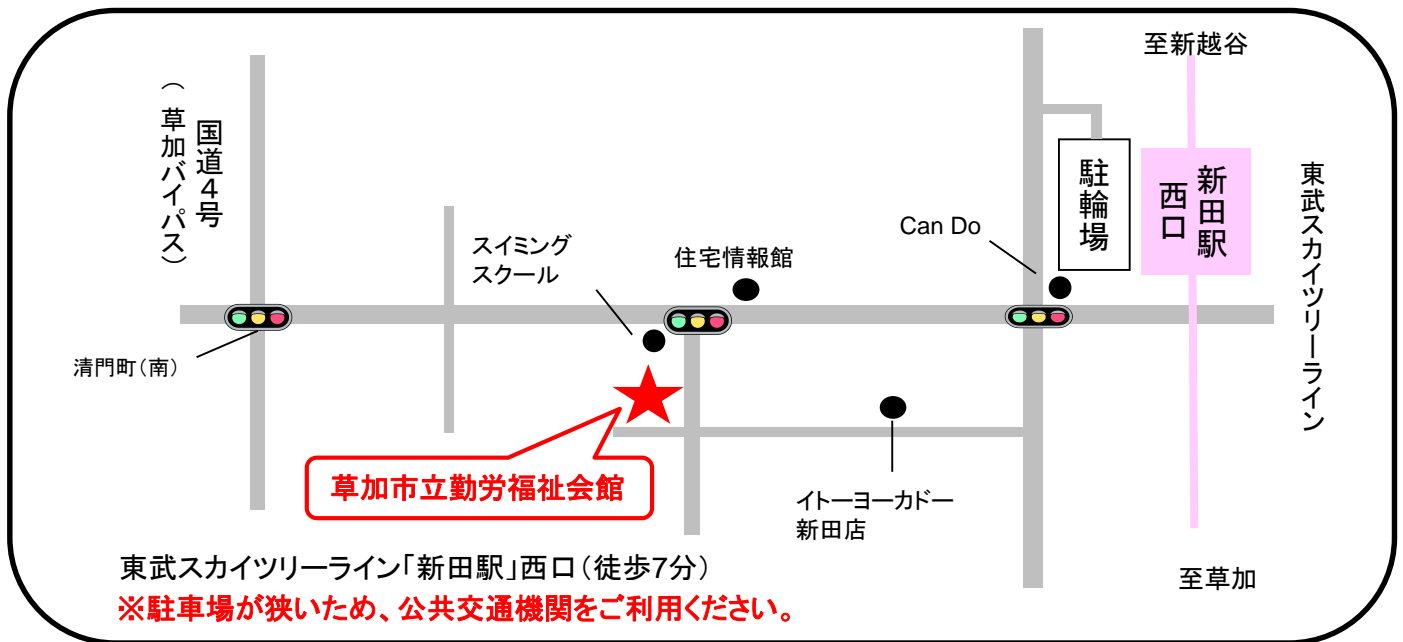 至新越谷
国道４号
（草加バイパス）
駐輪場
新田駅
西口
東武スカイツリーライン
Can Do
スイミング
スクール
住宅情報館
清門町（南）
草加市立勤労福祉会館
イトーヨーカドー
新田店
至草加
東武スカイツリーライン「新田駅」西口（徒歩7分）
※駐車場が狭いため、公共交通機関をご利用ください。